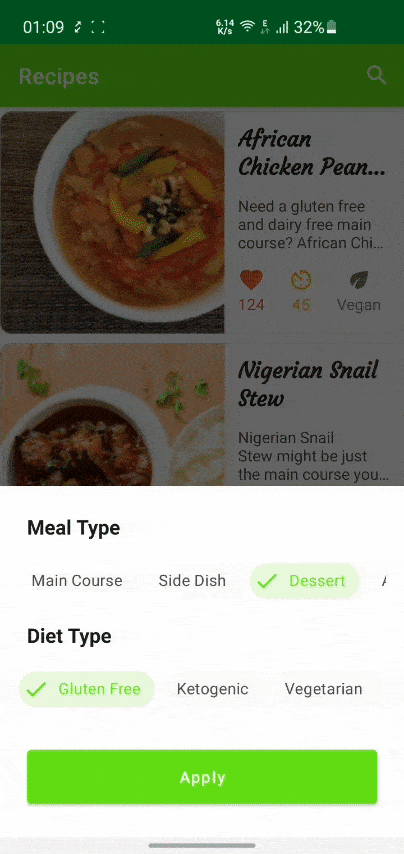 01:09 6.14 K/s E 32%
Recipes
African
Chicken Pean...
Need a gluten free
and dairy free main
course? African Chi...
124 45 Vegan
Nigerian Snail
Stew
Nigerian Snail
Stew might be just
the main course you...
Meal Type
Main Course Side Dish Dessert
Diet Type
Gluten Free Ketogenic Vegetarian
Apply